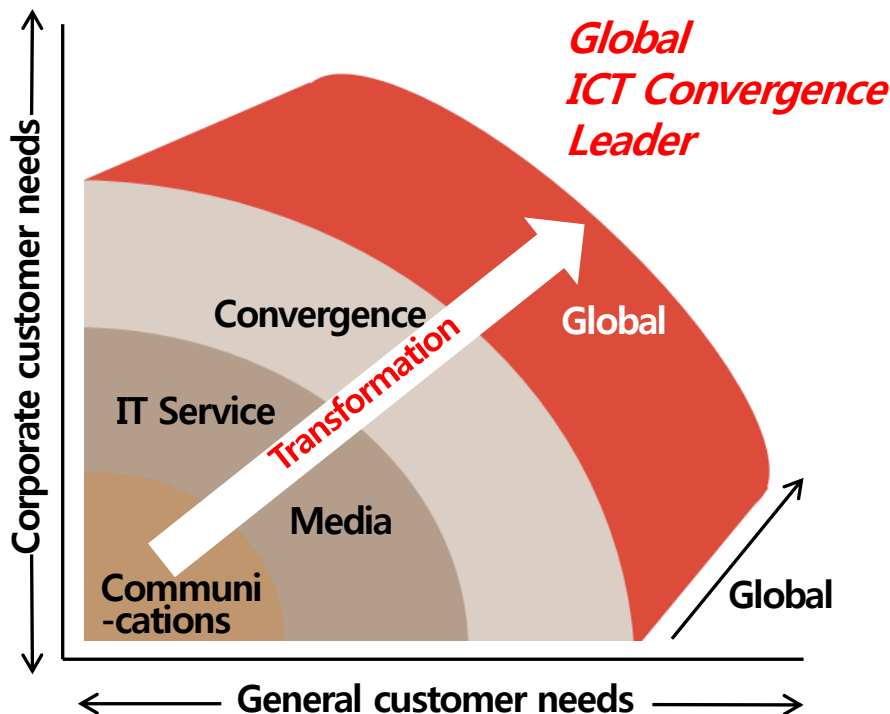 Global
ICT Convergence
Leader
Corporate customer needs
Convergence
Global
Transformation
IT Service
Media
Communi
-cations
Global
General customer needs